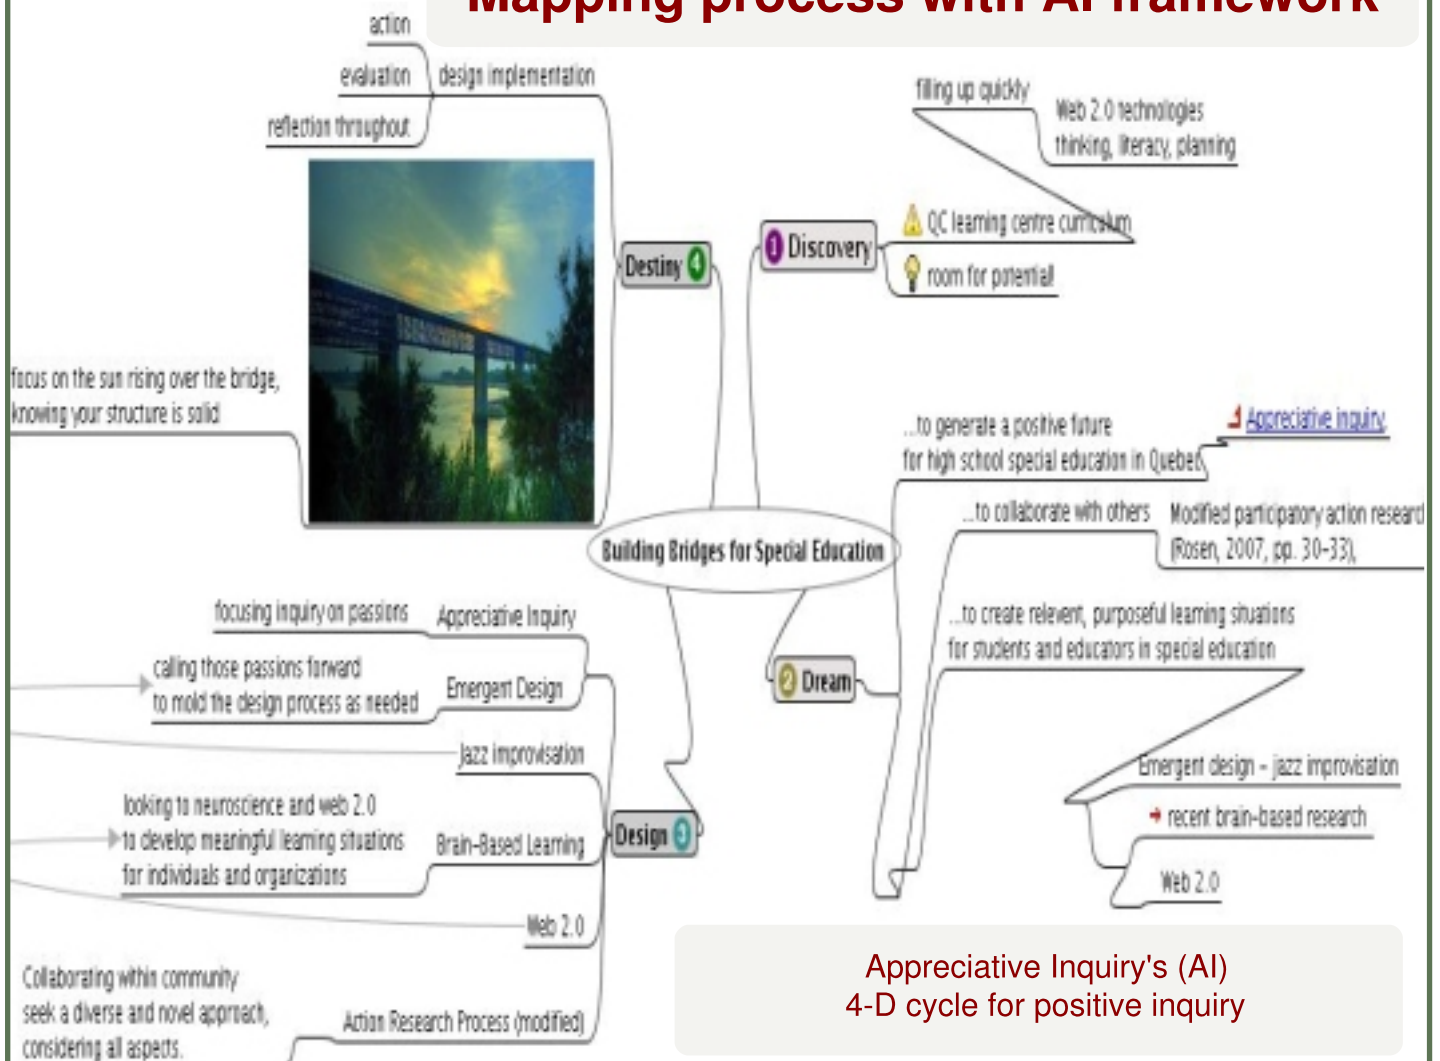 Mapping process with AI framework
action
evaluation
design implementation
reflection throughout
filling up quickly
Web 2.0 technologies
thinking, literacy, planning
QC learning centre curriculum
1 Discovery
room for potential!
Destiny 4
focus on the sun rising over the bridge,
knowing your structure is solid
...to generate a positive future
for high school special education in Quebec
Appreciative inquiry,
...to collaborate with others
Modified participatory action research
(Rosen, 2007, pp. 30-33),
Building Bridges for Special Education
...to create relevent, purposeful learning situations
for students and educators in special education
2 Dream
Emergent design - jazz improvisation
recent brain-based research
Web 2.0
focusing inquiry on passions
Appreciative Inquiry
calling those passions forward
to mold the design process as needed
Emergent Design
Jazz improvisation
looking to neuroscience and web 2.0
to develop meaningful learning situations
for individuals and organizations
Brain-Based Learning
Design 3
Web 2.0
Collaborating within community
seek a diverse and novel approach,
considering all aspects.
Action Research Process (modified)
Appreciative Inquiry's (AI)
4-D cycle for positive inquiry